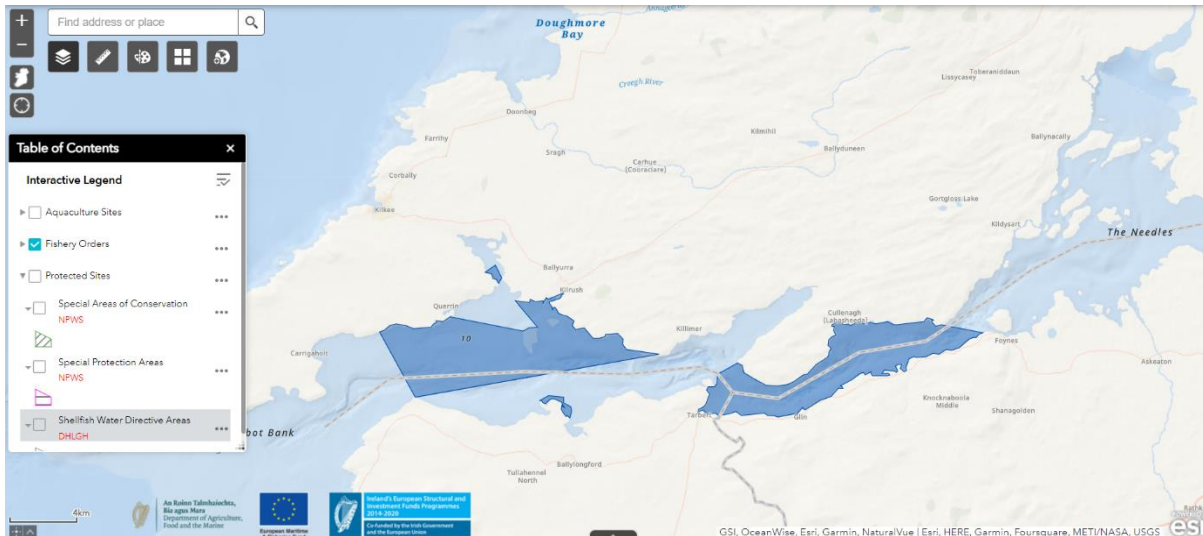 Find address or place
Table of Contents
Interactive Legend
Aquaculture Sites
Fishery Orders
Protected Sites
Special Areas of Conservation
NPWS
Special Protection Areas
NPWS
Shellfish Water Directive Areas
DHLGH
Doughmore
Bay
Creegh River
Toberaniddaun
Lissycasey
Doonbeg
Farrihy
Sragh
Kilmihil
Ballynacally
Carhue
(Cooraclare)
Ballyduneen
Corbally
Kilkee
Gortgloss Lake
Kildysart
The Needles
Ballyurra
Kilrush
Querrin
Cullenagh
(Labasheeda)
Killimer
10
Carrigaholt
Foynes
Askeaton
Tarbert
Glin
Knocknaboola
Middle
Shanagolden
bot Bank
Ballylongford
Tullahennel
North
4km
An Roinn Talmhaíochta,
Bia agus Mara
Department of Agriculture,
Food and the Marine
European Maritime
Ireland's European Structural and
Investment Funds Programmes
2014-2020
Co-funded by the Irish Government
and the European Union
GSI, OceanWise, Esri, Garmin, NaturalVue | Esri, HERE, Garmin, Foursquare, METI/NASA, USGS
esri